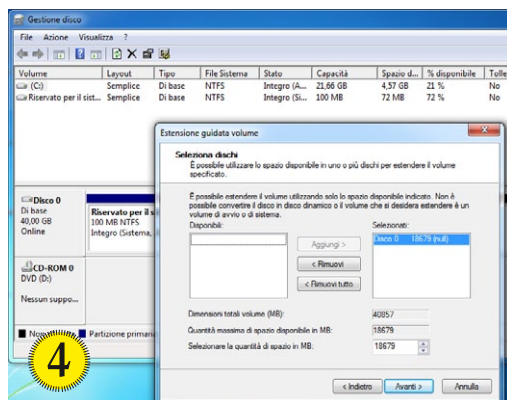 Gestione disco
File Azione Visualizza ?
Volume Layout Tipo File Sistema Stato Capacità Spazio d... % disponibile Tolle
(C:) Semplice Di base NTFS Integro (A... 21,66 GB 4,57 GB 21 % No
Riservato per il sist... Semplice Di base NTFS Integro (Si... 100 MB 72 MB 72 % No
Estensione guidata volume
Seleziona dischi
È possibile utilizzare lo spazio disponibile in uno o più dischi per estendere il volume
specificato.
È possibile estendere il volume utilizzando solo lo spazio disponibile indicato. Non è
possibile convertire il disco in disco dinamico o il volume che si desidera estendere è un
volume di avvio o di sistema.
Disponibili: Selezionati:
Disco 0 18679 (null)
Aggiungi >
< Rimuovi
< Rimuovi tutto
Dimensioni totali volume (MB): 40857
Quantità massima di spazio disponibile in MB: 18679
Selezionare la quantità di spazio in MB: 18679
< Indietro Avanti > Annulla
Disco 0
Di base
40,00 GB
Online
Riservato per il s
100 MB NTFS
Integro (Sistema,
CD-ROM 0
DVD (D:)
Nessun suppo...
Partizione primari
4